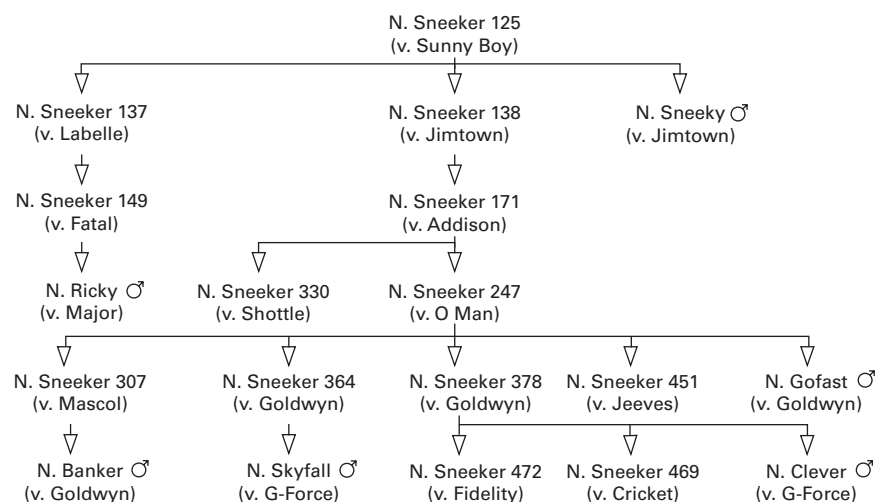 N. Sneeker 125
(v. Sunny Boy)
N. Sneeker 137
(v. Labelle)
N. Sneeker 138
(v. Jimtown)
N. Sneeky ♂
(v. Jimtown)
N. Sneeker 149
(v. Fatal)
N. Sneeker 171
(v. Addison)
N. Ricky ♂
(v. Major)
N. Sneeker 330
(v. Shottle)
N. Sneeker 247
(v. O Man)
N. Sneeker 307
(v. Mascol)
N. Sneeker 364
(v. Goldwyn)
N. Sneeker 378
(v. Goldwyn)
N. Sneeker 451
(v. Jeeves)
N. Gofast ♂
(v. Goldwyn)
N. Banker ♂
(v. Goldwyn)
N. Skyfall ♂
(v. G-Force)
N. Sneeker 472
(v. Fidelity)
N. Sneeker 469
(v. Cricket)
N. Clever ♂
(v. G-Force)